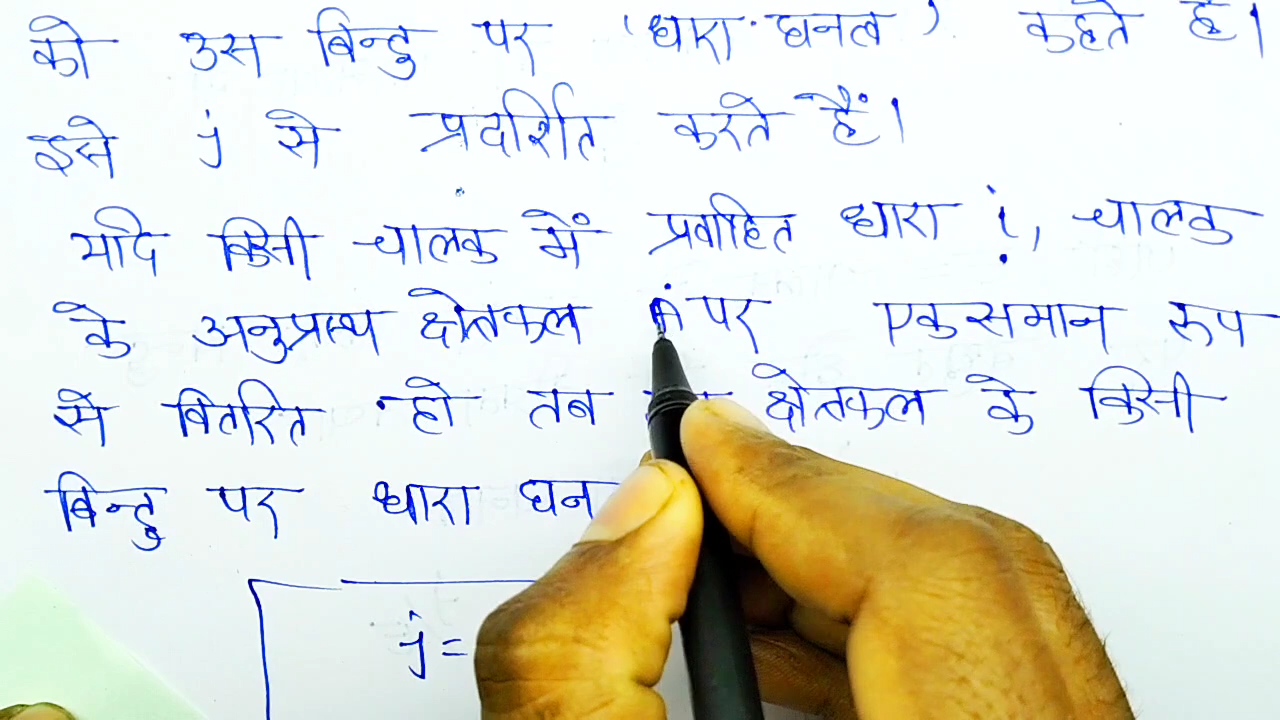 को उस बिन्दु पर 'धारा घनत्व' कहते हैं।
इसे j से प्रदर्शित करते हैं।
यदि किसी चालक में प्रवाहित धारा i, चालक
के अनुप्रस्थ क्षेत्रफल पर एकसमान रूप
से वितरित हो तब क्षेत्रफल के किसी
बिन्दु पर धारा घन
j =